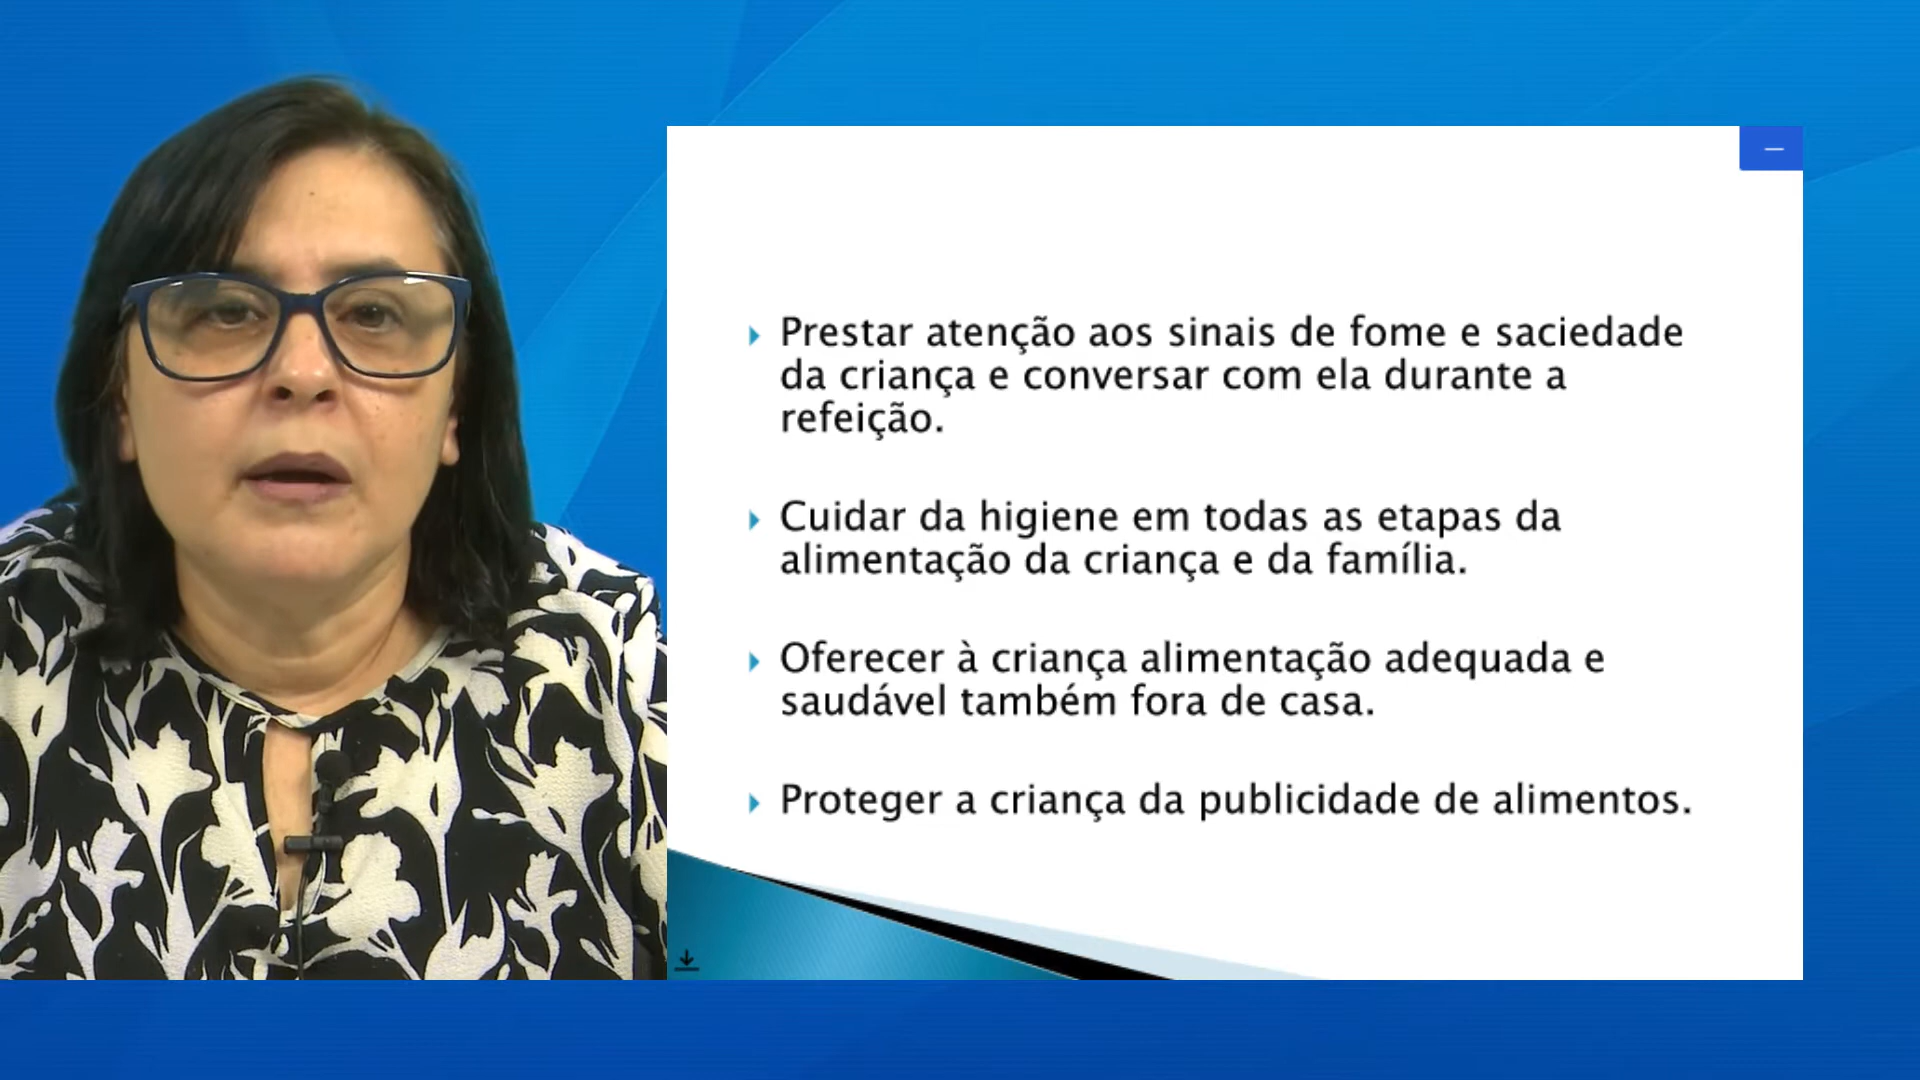 Prestar atenção aos sinais de fome e saciedade
da criança e conversar com ela durante a
refeição.
Cuidar da higiene em todas as etapas da
alimentação da criança e da família.
Oferecer à criança alimentação adequada e
saudável também fora de casa.
Proteger a criança da publicidade de alimentos.